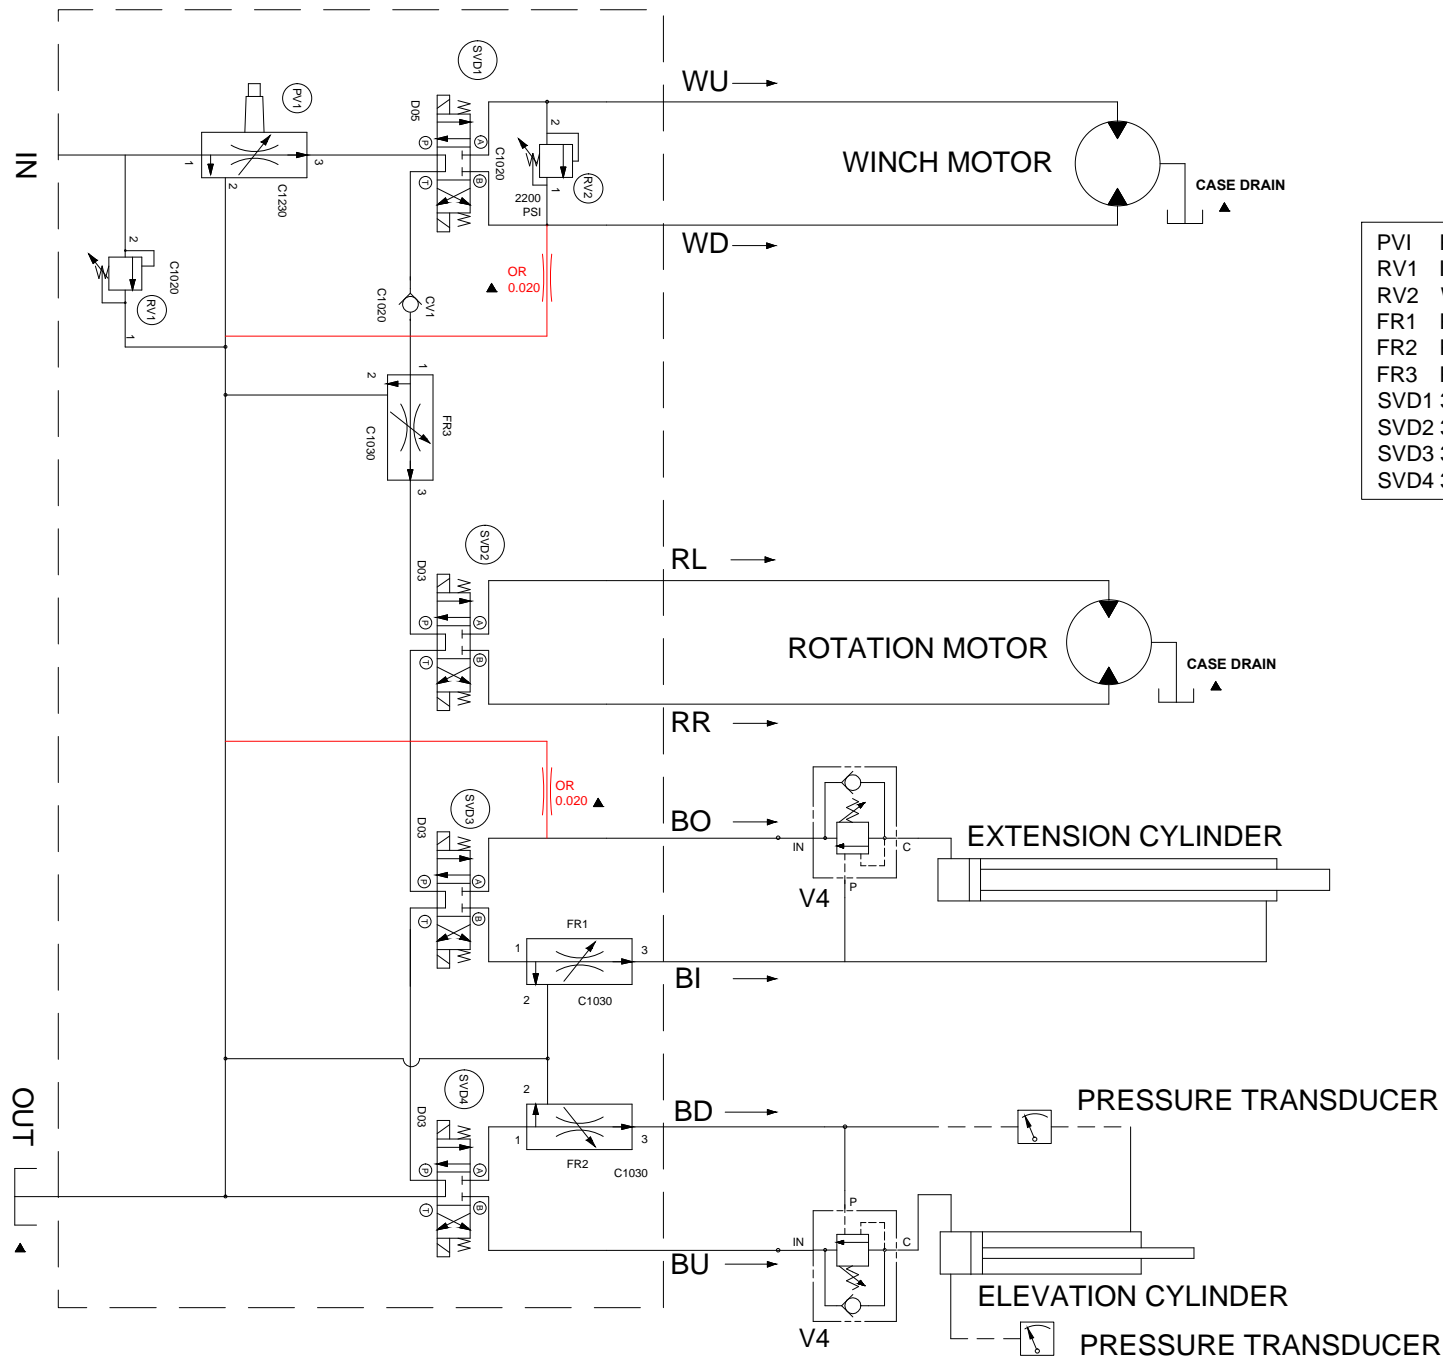 SVD1
WU
PV1
D05
P
A
2
IN
1
3
C1020
WINCH MOTOR
RV2
T
B
2
C1230
1
2200
PSI
CASE DRAIN
WD
2
C1020
OR
0.020
RV1
CV1
C1020
1
PVI
RV1
RV2
FR1
FR2
FR3
SVD1 3
SVD2 3
SVD3 3
SVD4 3
1
2
FR3
C1030
3
SVD2
RL
D03
P
A
ROTATION MOTOR
T
B
CASE DRAIN
RR
OR
0.020
SVD3
BO
D03
EXTENSION CYLINDER
IN
C
P
A
P
V4
T
B
FR1
1
3
BI
2
C1030
SVD4
2
BD
PRESSURE TRANSDUCER
OUT
D03
1
3
FR2
C1030
P
A
P
T
B
IN
C
BU
ELEVATION CYLINDER
V4
PRESSURE TRANSDUCER